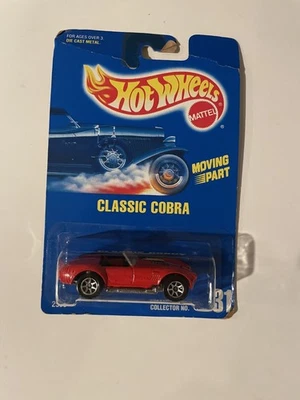 FOR AGES OVER 3
DIE CAST METAL
HOT WHEELS
MATTEL
®
MOVING
PART
CLASSIC COBRA
COLLECTOR NO.
31